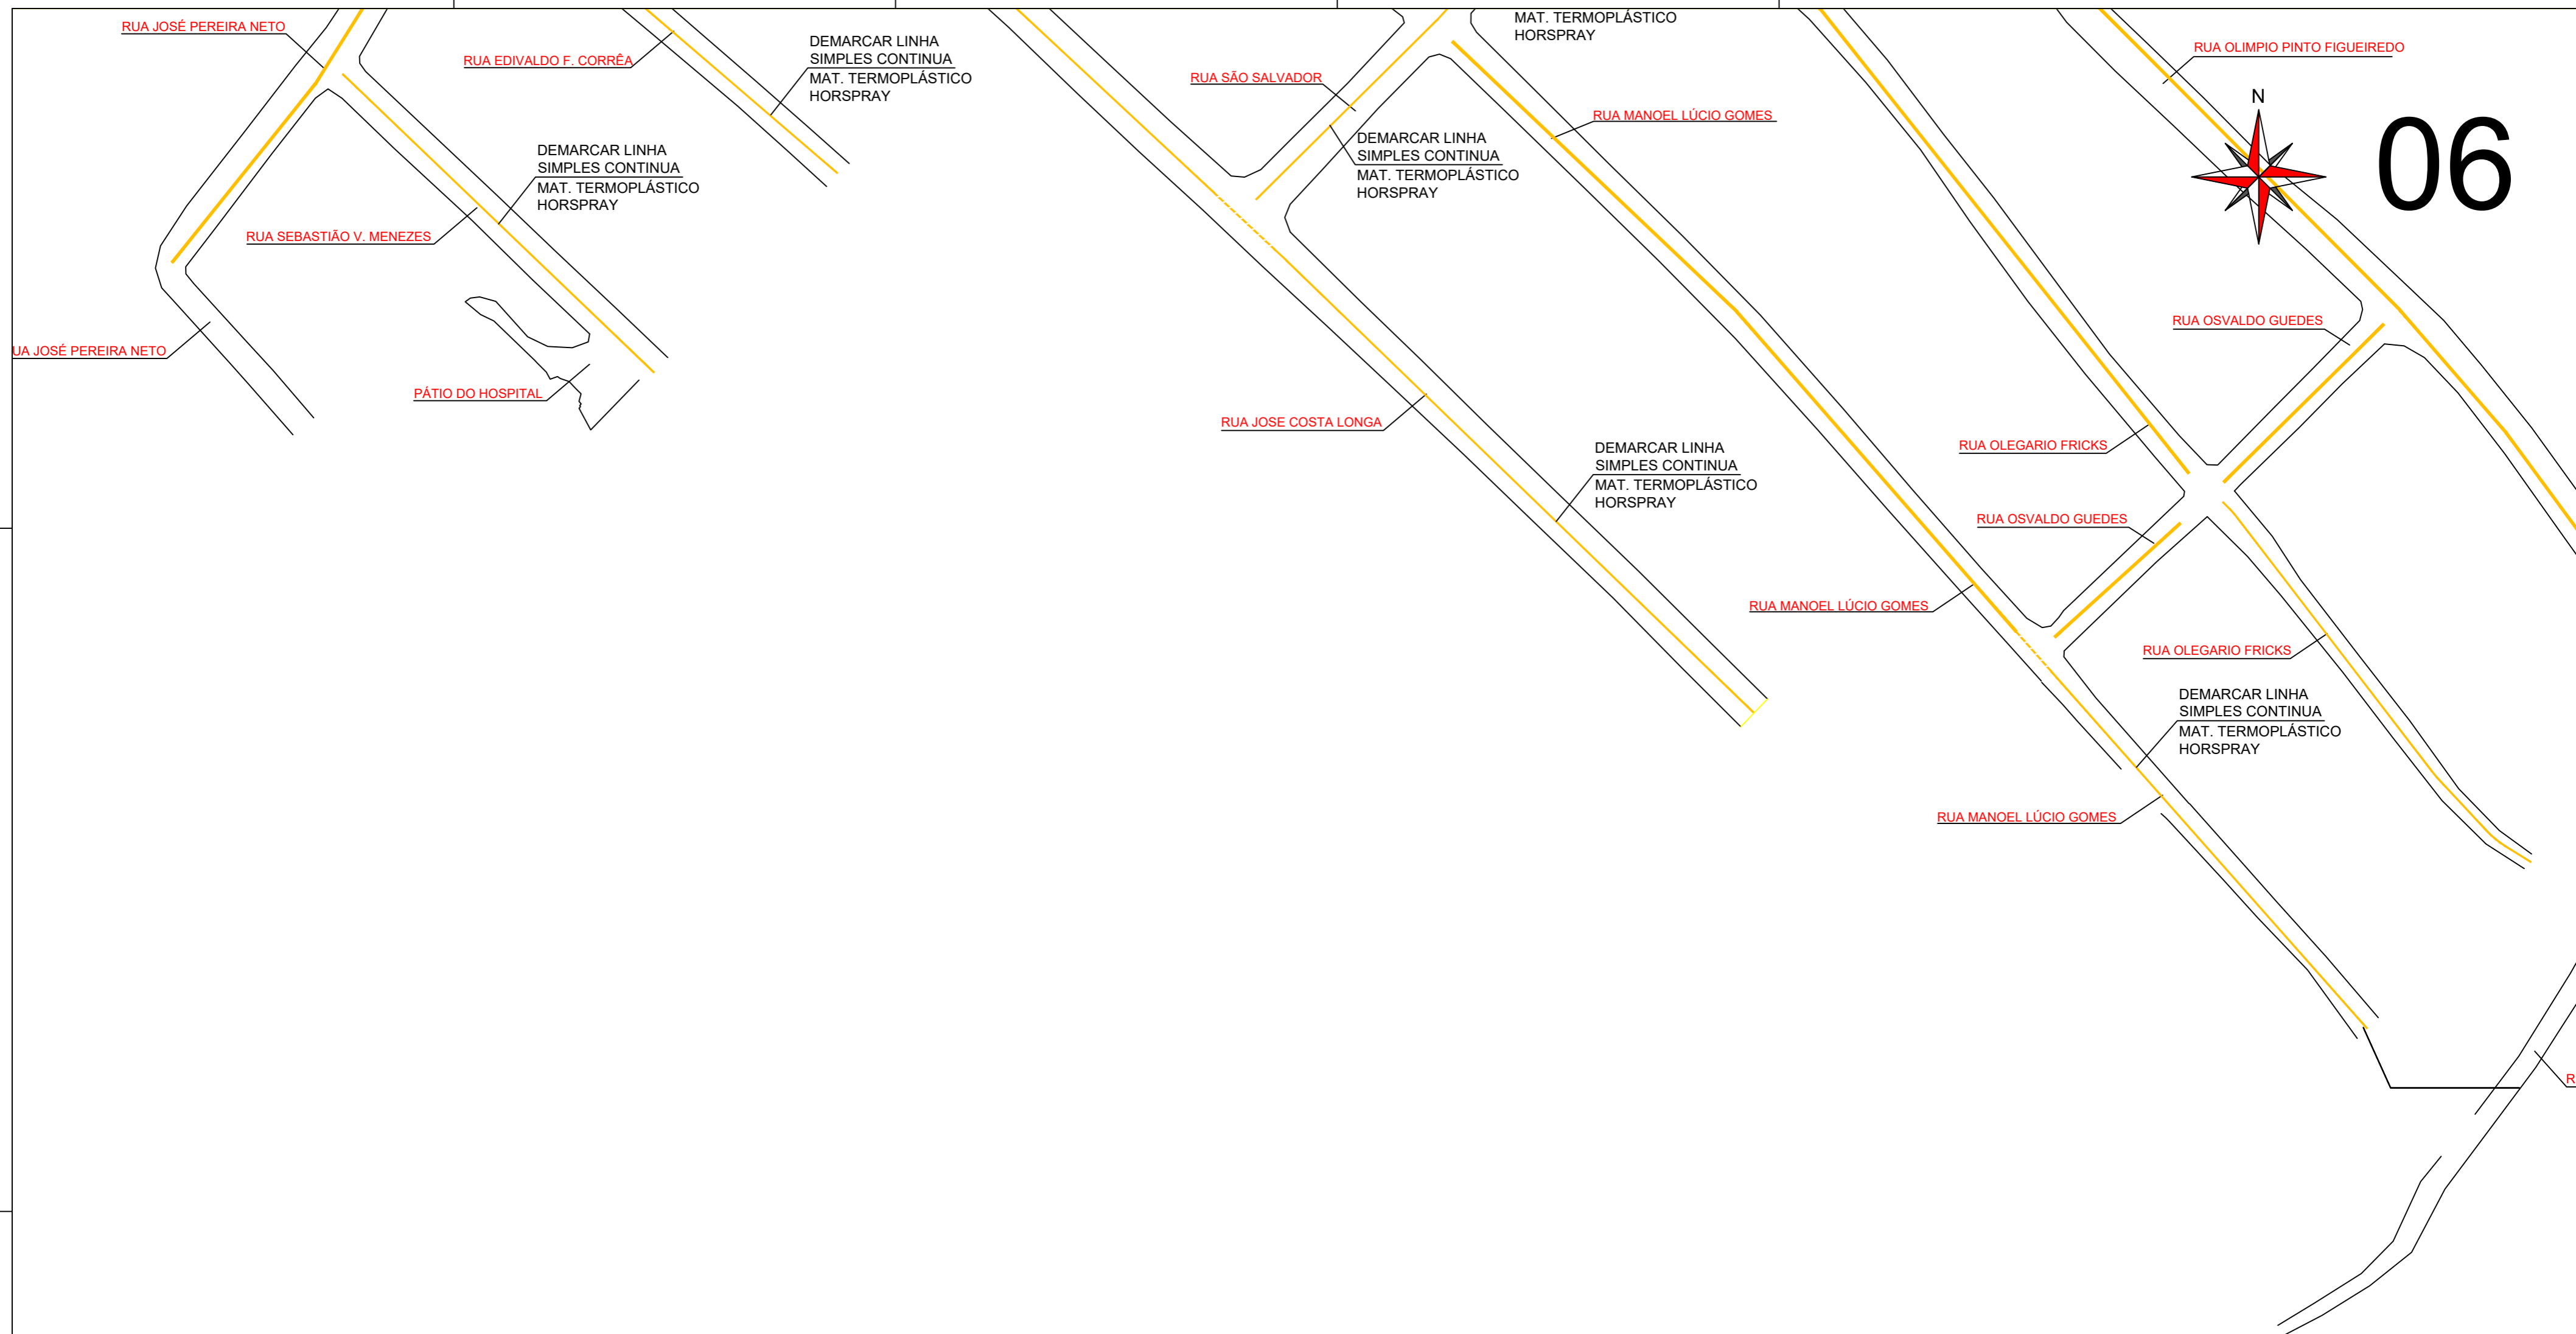 RUA JOSÉ PEREIRA NETO
RUA EDIVALDO F. CORRÊA
DEMARCAR LINHA
SIMPLES CONTINUA
MAT. TERMOPLÁSTICO
HORSPRAY
MAT. TERMOPLÁSTICO
HORSPRAY
RUA SÃO SALVADOR
RUA MANOEL LÚCIO GOMES
RUA OLIMPIO PINTO FIGUEIREDO
N
06
DEMARCAR LINHA
SIMPLES CONTINUA
MAT. TERMOPLÁSTICO
HORSPRAY
DEMARCAR LINHA
SIMPLES CONTINUA
MAT. TERMOPLÁSTICO
HORSPRAY
RUA SEBASTIÃO V. MENEZES
UA JOSÉ PEREIRA NETO
PÁTIO DO HOSPITAL
RUA OSVALDO GUEDES
RUA JOSE COSTA LONGA
DEMARCAR LINHA
SIMPLES CONTINUA
MAT. TERMOPLÁSTICO
HORSPRAY
RUA OLEGARIO FRICKS
RUA OSVALDO GUEDES
RUA MANOEL LÚCIO GOMES
RUA OLEGARIO FRICKS
DEMARCAR LINHA
SIMPLES CONTINUA
MAT. TERMOPLÁSTICO
HORSPRAY
RUA MANOEL LÚCIO GOMES
R